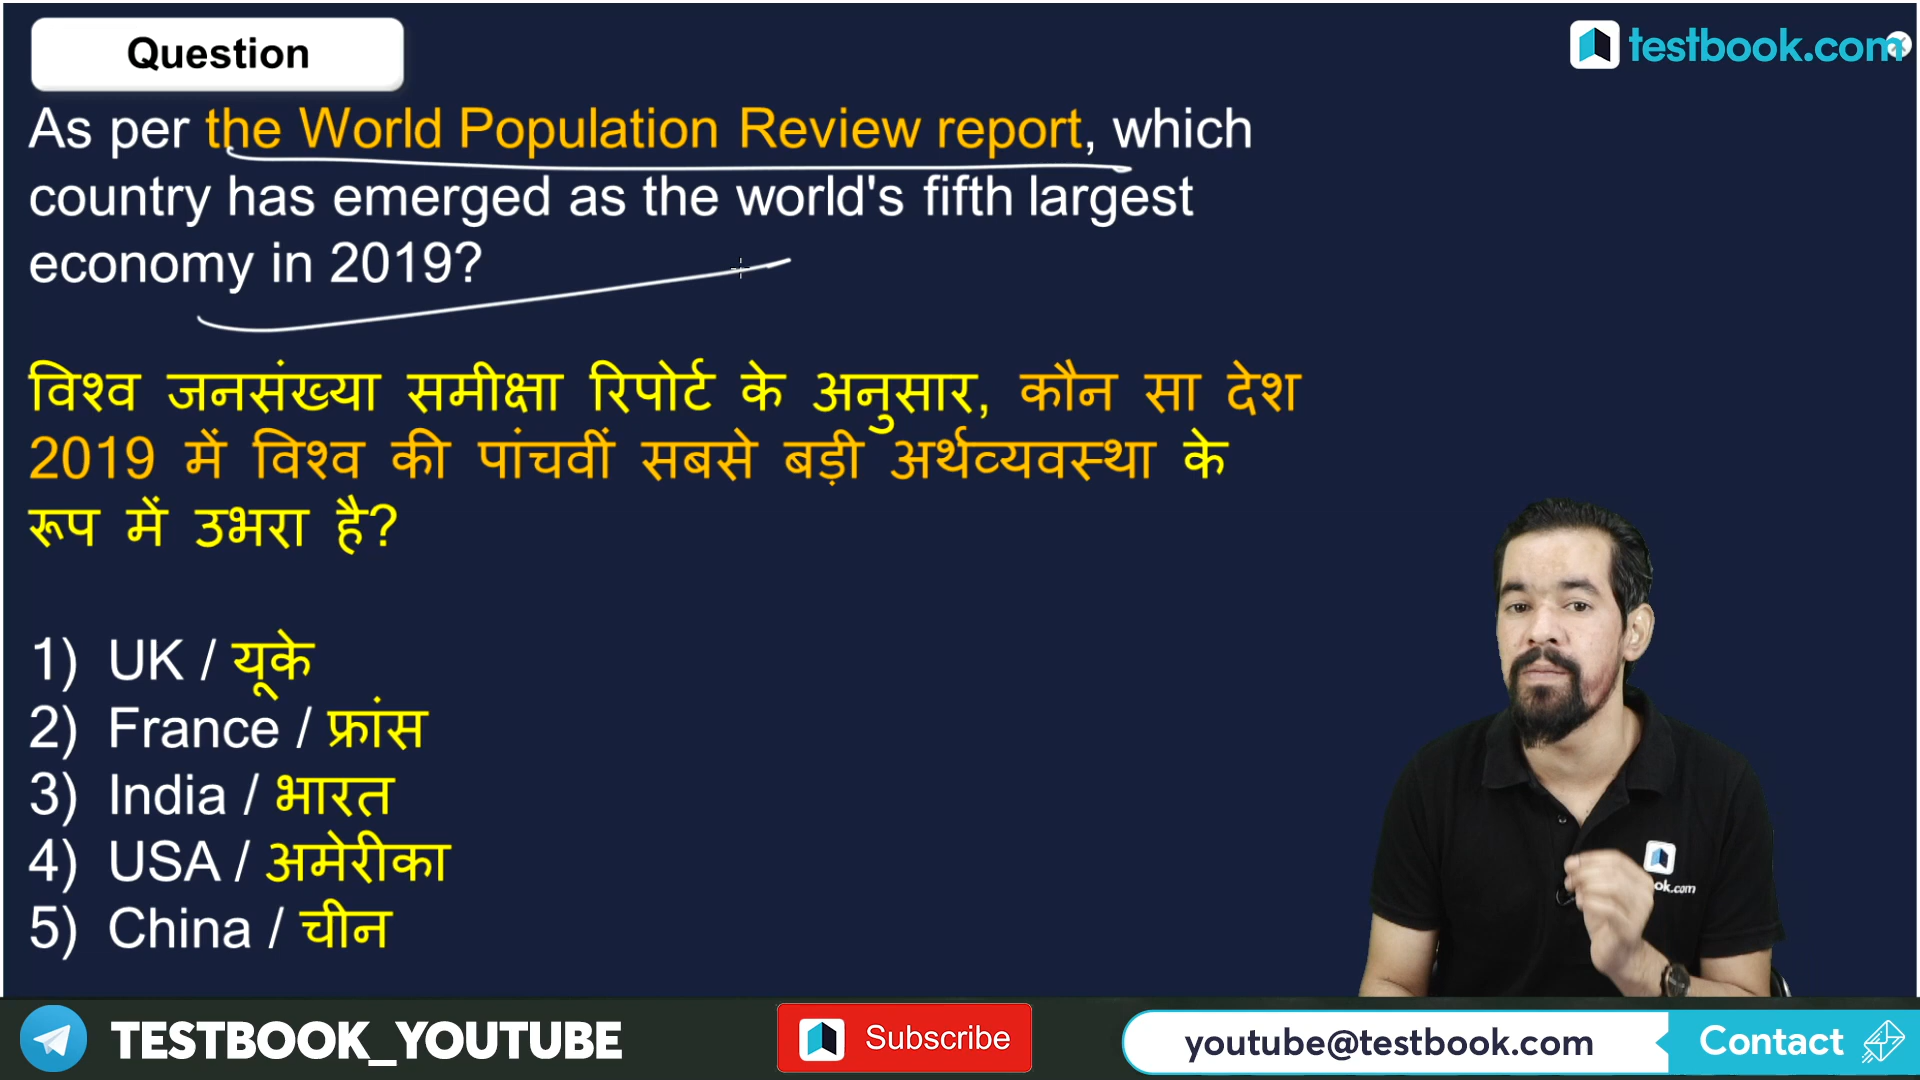 Question
testbook.com
As per the World Population Review report, which
country has emerged as the world's fifth largest
economy in 2019?
विश्व जनसंख्या समीक्षा रिपोर्ट के अनुसार, कौन सा देश
2019 में विश्व की पांचवीं सबसे बड़ी अर्थव्यवस्था के
रूप में उभरा है?
1) UK / यूके
2) France / फ्रांस
3) India / भारत
4) USA / अमेरीका
5) China / चीन
ok.com
TESTBOOK_YOUTUBE
Subscribe
youtube@testbook.com
Contact